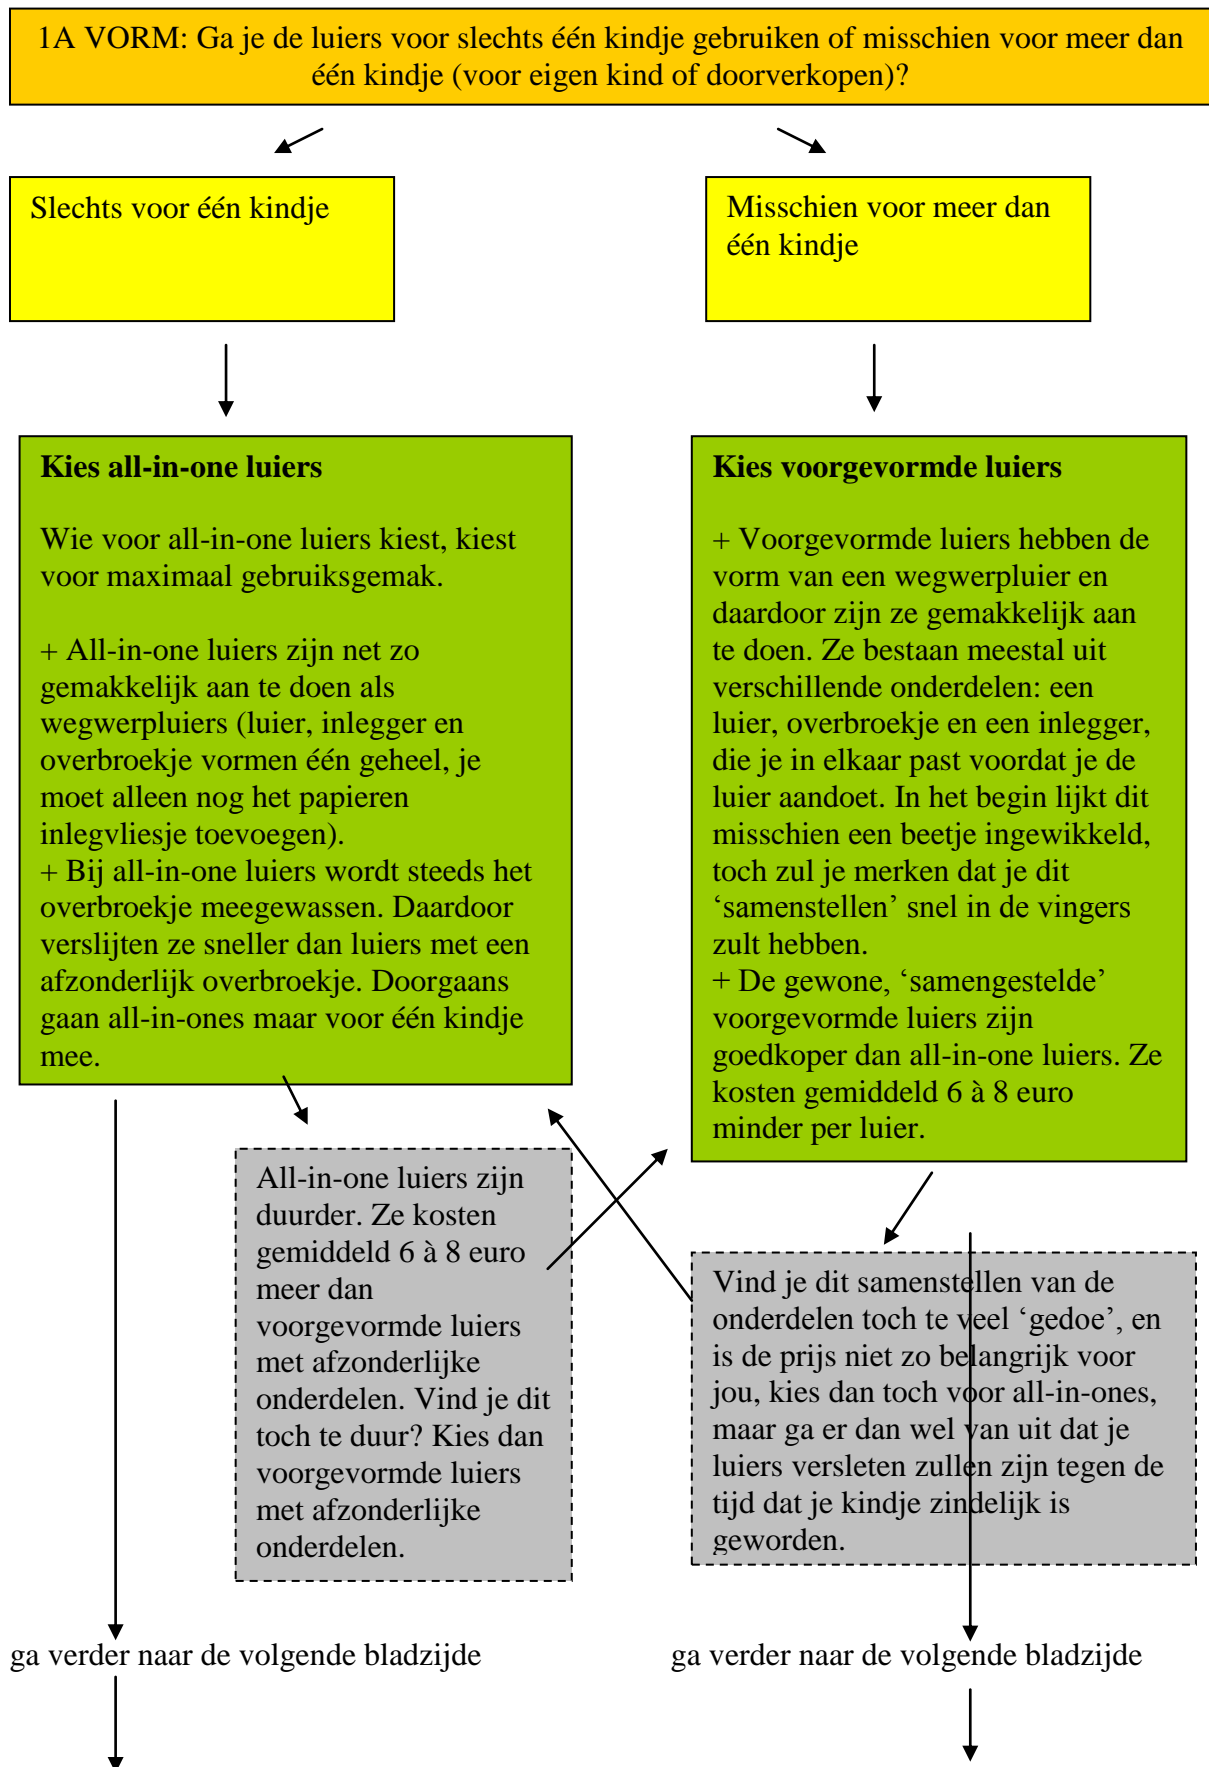 1A VORM: Ga je de luiers voor slechts één kindje gebruiken of misschien voor meer dan
één kindje (voor eigen kind of doorverkopen)?
Slechts voor één kindje
Misschien voor meer dan
één kindje
Kies all-in-one luiers
Wie voor all-in-one luiers kiest, kiest
voor maximaal gebruiksgemak.
+ All-in-one luiers zijn net zo
gemakkelijk aan te doen als
wegwerpluiers (luier, inlegger en
overbroekje vormen één geheel, je
moet alleen nog het papieren
inlegvliesje toevoegen).
+ Bij all-in-one luiers wordt steeds het
overbroekje meegewassen. Daardoor
verslijten ze sneller dan luiers met een
afzonderlijk overbroekje. Doorgaans
gaan all-in-ones maar voor één kindje
mee.
Kies voorgevormde luiers
+ Voorgevormde luiers hebben de
vorm van een wegwerpluier en
daardoor zijn ze gemakkelijk aan
te doen. Ze bestaan meestal uit
verschillende onderdelen: een
luier, overbroekje en een inlegger,
die je in elkaar past voordat je de
luier aandoet. In het begin lijkt dit
misschien een beetje ingewikkeld,
toch zul je merken dat je dit
‘samenstellen’ snel in de vingers
zult hebben.
+ De gewone, ‘samengestelde’
voorgevormde luiers zijn
goedkoper dan all-in-one luiers. Ze
kosten gemiddeld 6 à 8 euro
minder per luier.
All-in-one luiers zijn
duurder. Ze kosten
gemiddeld 6 à 8 euro
meer dan
voorgevormde luiers
met afzonderlijke
onderdelen. Vind je dit
toch te duur? Kies dan
voorgevormde luiers
met afzonderlijke
onderdelen.
Vind je dit samenstellen van de
onderdelen toch te veel ‘gedoe’, en
is de prijs niet zo belangrijk voor
jou, kies dan toch voor all-in-ones,
maar ga er dan wel van uit dat je
luiers versleten zullen zijn tegen de
tijd dat je kindje zindelijk is
geworden.
ga verder naar de volgende bladzijde
ga verder naar de volgende bladzijde